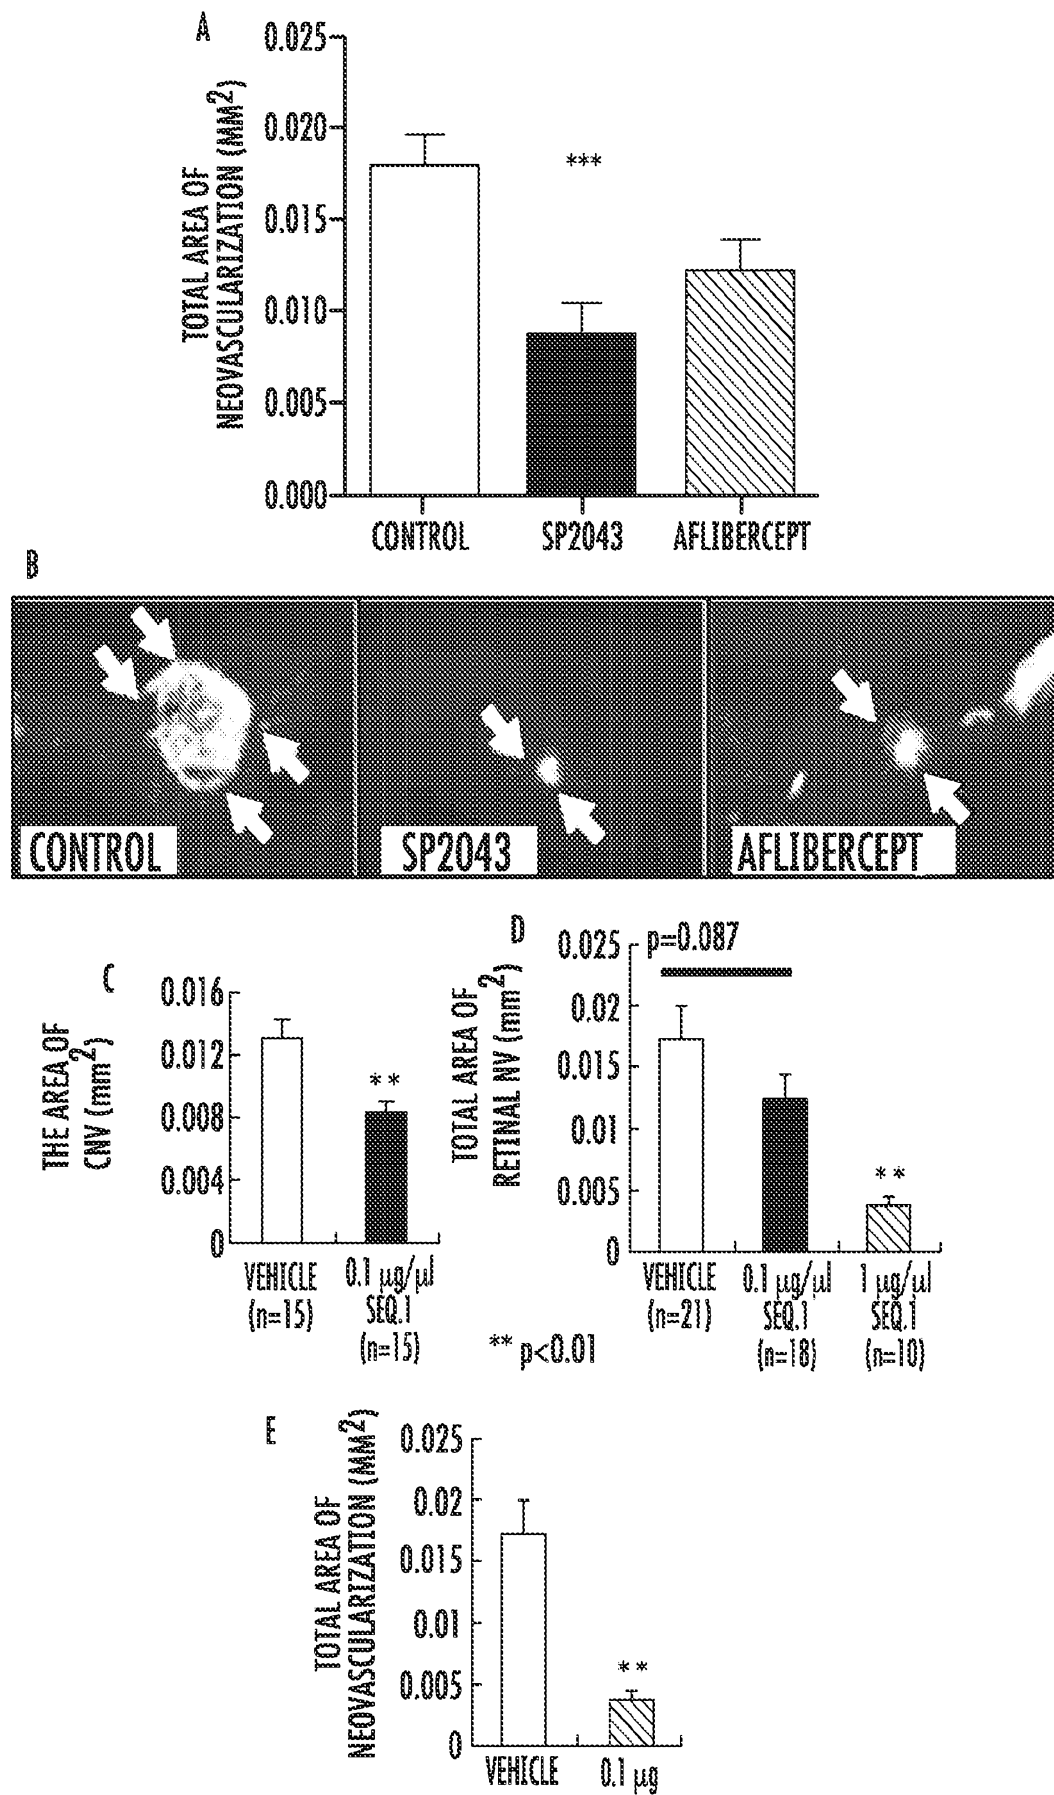 A
TOTAL AREA OF
NEOVASCULARIZATION (MM2)
0.025
0.020
0.015
0.010
0.005
0.000
***
CONTROL SP2043 AFLIBERCEPT
B
CONTROL SP2043 AFLIBERCEPT
C
THE AREA OF
CNV (mm2)
0.016
0.012
0.008
0.004
0
**
VEHICLE
(n=15)
0.1 µg/µl
SEQ.1
(n=15)
D
TOTAL AREA OF
RETINAL NV (mm2)
0.025
0.02
0.015
0.01
0.005
0
p=0.087
**
VEHICLE
(n=21)
0.1 µg/µl
SEQ.1
(n=18)
1 µg/µl
SEQ.1
(n=10)
** p<0.01
E
TOTAL AREA OF
NEOVASCULARIZATION (MM2)
0.025
0.02
0.015
0.01
0.005
0
**
VEHICLE 0.1 µg